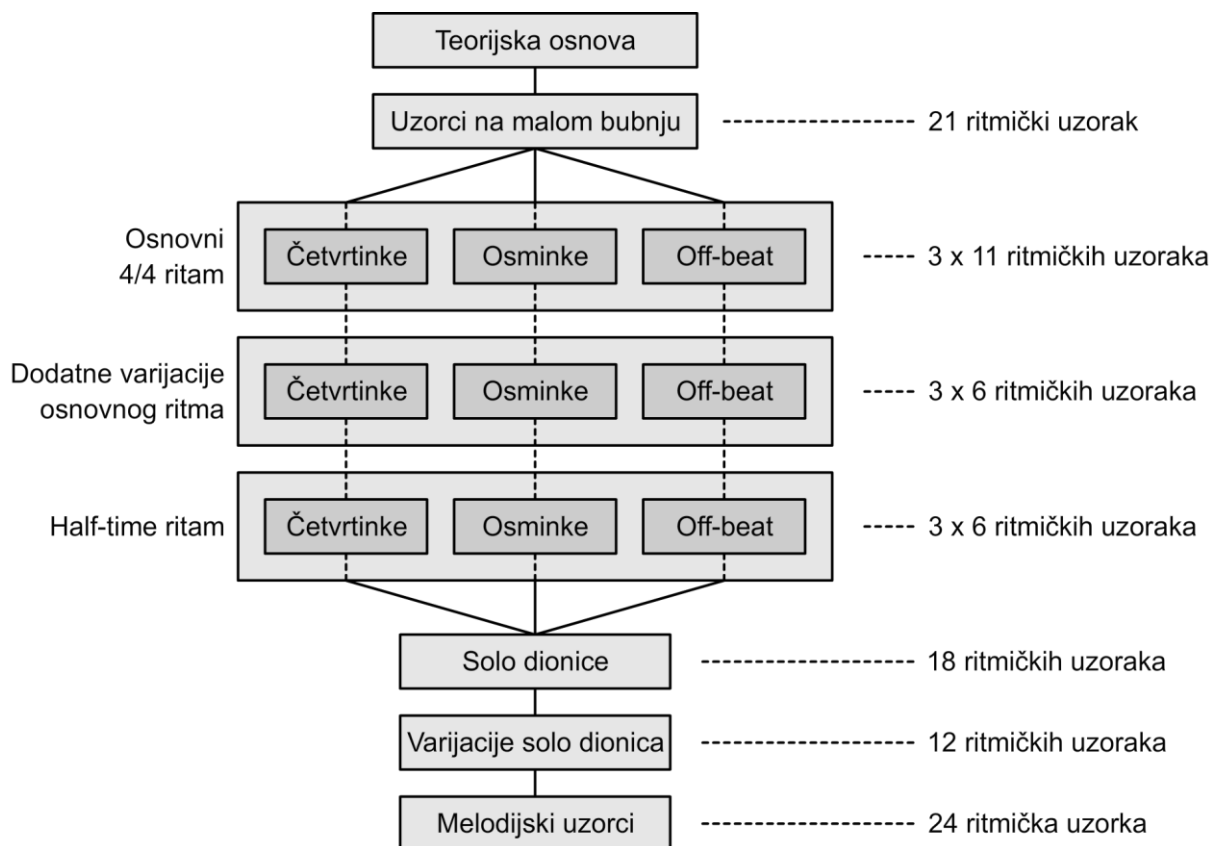 Teorijska osnova
Uzorci na malom bubnju
21 ritmički uzorak
Osnovni
4/4 ritam
Četvrtinke
Osminke
Off-beat
3 x 11 ritmičkih uzoraka
Dodatne varijacije
osnovnog ritma
Četvrtinke
Osminke
Off-beat
3 x 6 ritmičkih uzoraka
Half-time ritam
Četvrtinke
Osminke
Off-beat
3 x 6 ritmičkih uzoraka
Solo dionice
18 ritmičkih uzoraka
Varijacije solo dionica
12 ritmičkih uzoraka
Melodijski uzorci
24 ritmička uzorka